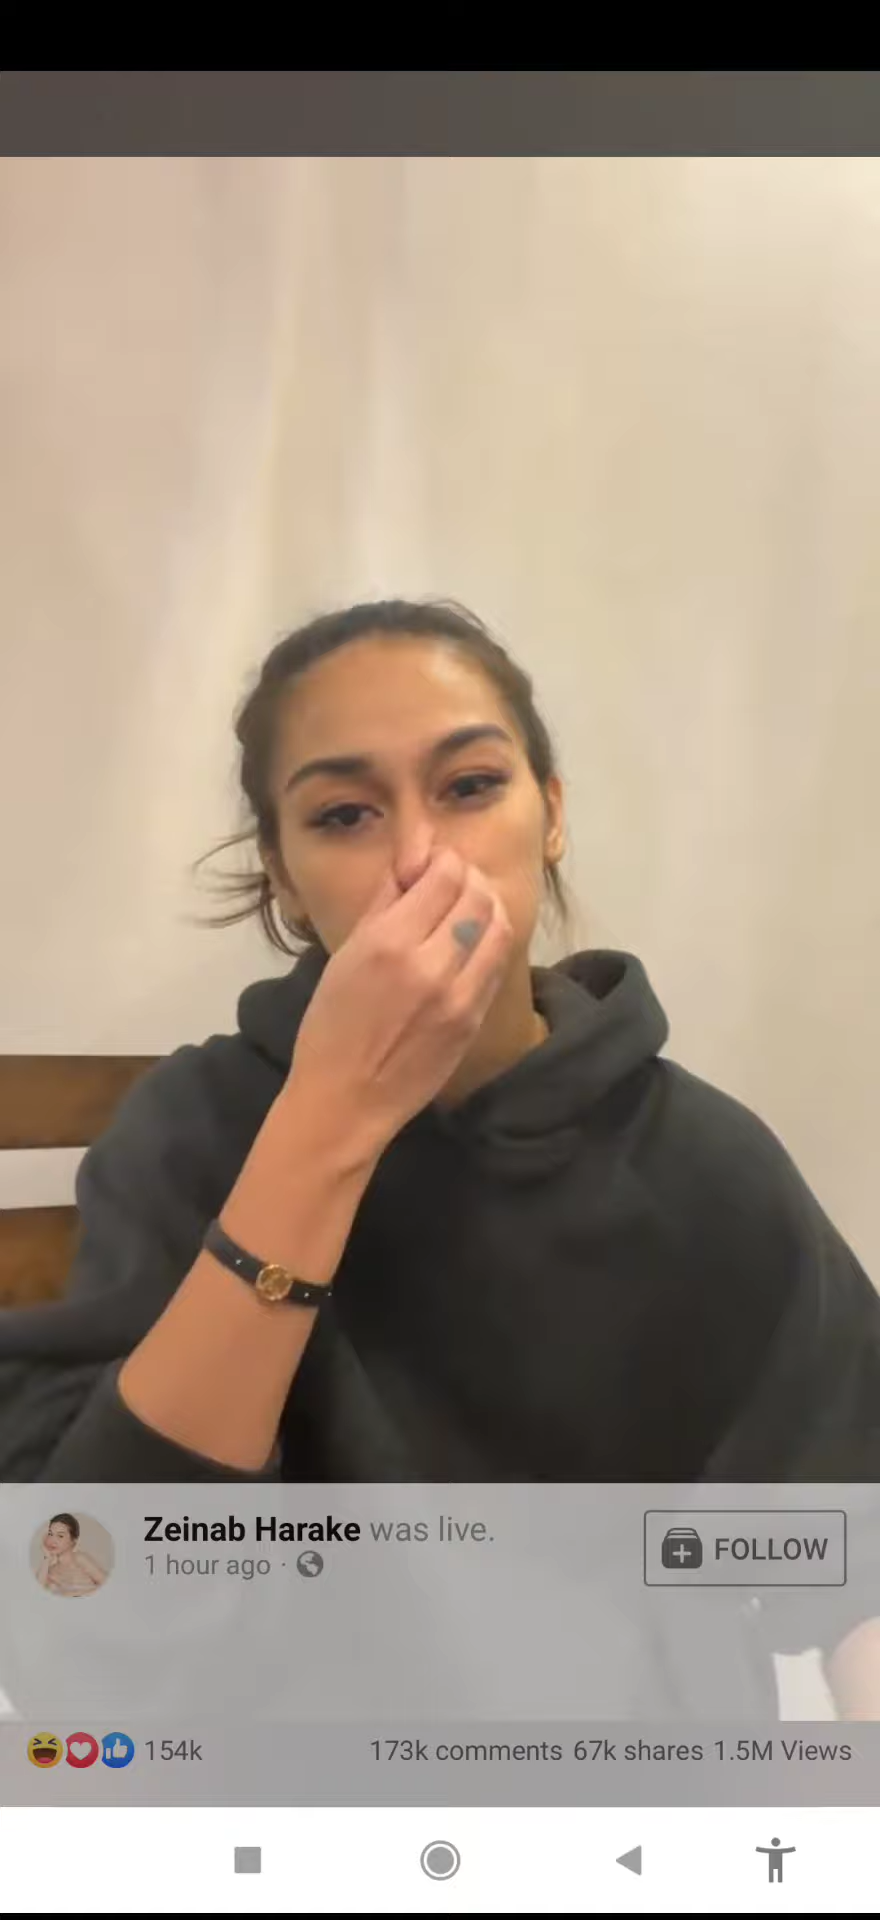 Zeinab Harake was live.
1 hour ago ·
FOLLOW
154k
173k comments 67k shares 1.5M Views